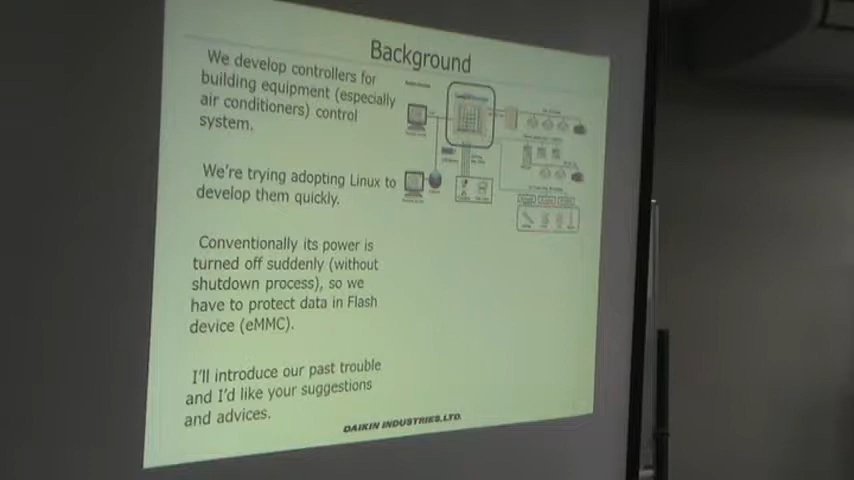 Background
We develop controllers for
building equipment (especially
air conditioners) control
system.
We're trying adopting Linux to
develop them quickly.
Conventionally its power is
turned off suddenly (without
shutdown process), so we
have to protect data in Flash
device (eMMC).
I'll introduce our past trouble
and I'd like your suggestions
and advices.
DAIKIN INDUSTRIES,LTD.